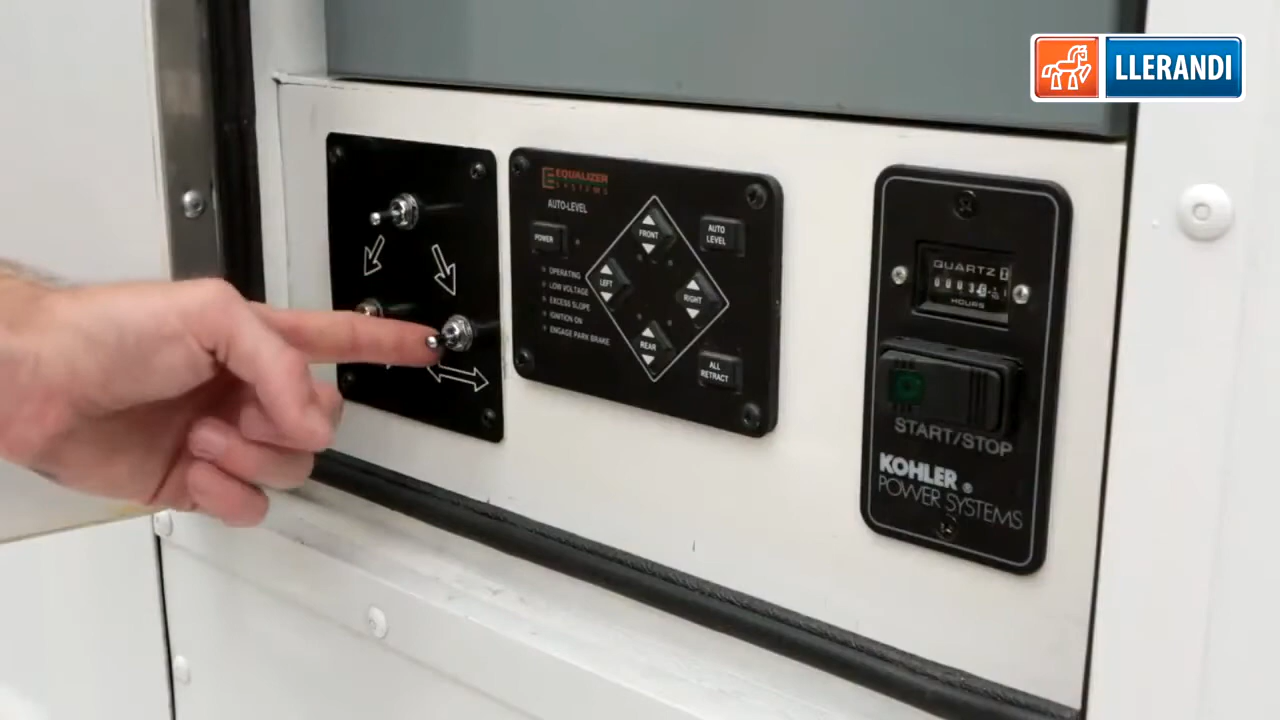 LLERANDI
EQUALIZER
SYSTEMS
AUTO-LEVEL
POWER
OPERATING
LOW VOLTAGE
EXCESS SLOPE
IGNITION ON
ENGAGE PARK BRAKE
FRONT
LEFT
RIGHT
REAR
AUTO
LEVEL
ALL
RETRACT
QUARTZ
HOURS
START/STOP
KOHLER®
POWER SYSTEMS